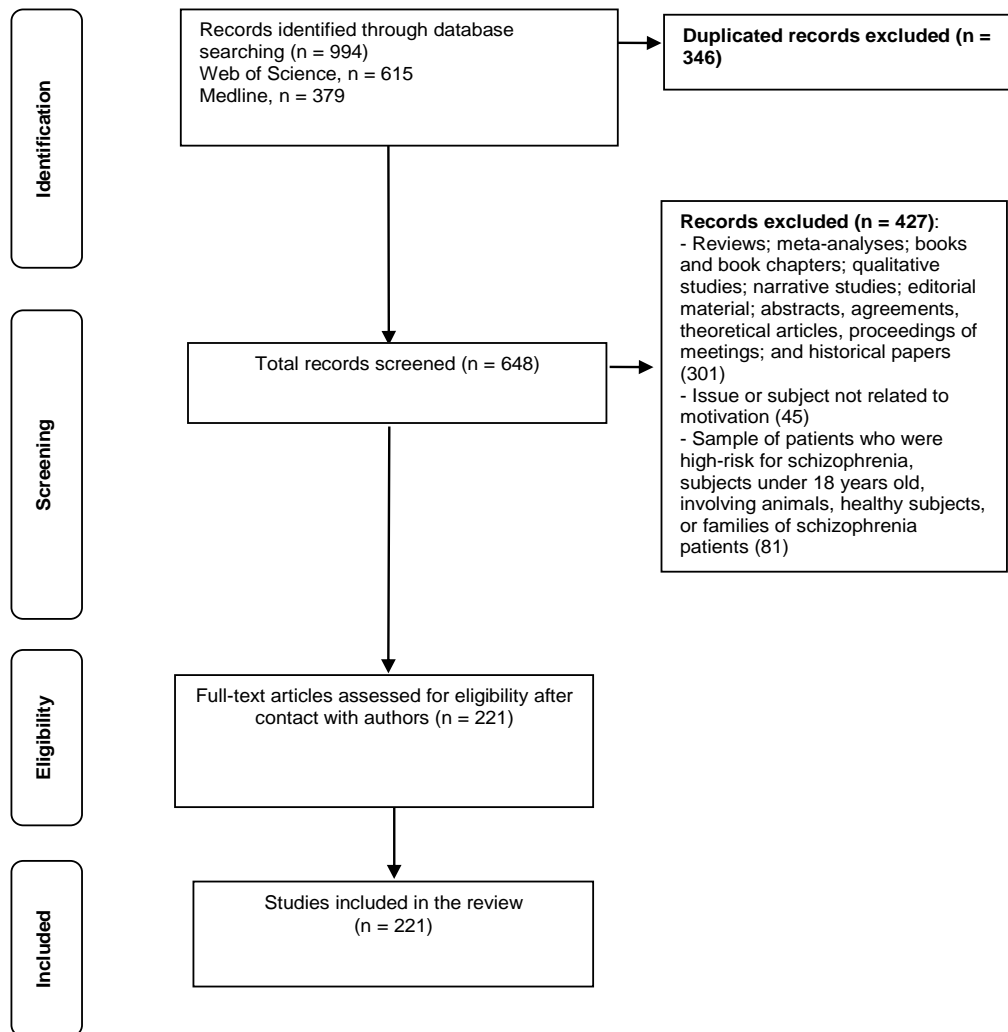 Identification
Records identified through database
searching (n = 994)
Web of Science, n = 615
Medline, n = 379
Duplicated records excluded (n =
346)
Screening
Total records screened (n = 648)
Records excluded (n = 427):
- Reviews; meta-analyses; books
and book chapters; qualitative
studies; narrative studies; editorial
material; abstracts, agreements,
theoretical articles, proceedings of
meetings; and historical papers
(301)
- Issue or subject not related to
motivation (45)
- Sample of patients who were
high-risk for schizophrenia,
subjects under 18 years old,
involving animals, healthy subjects,
or families of schizophrenia
patients (81)
Eligibility
Full-text articles assessed for eligibility after
contact with authors (n = 221)
Included
Studies included in the review
(n = 221)